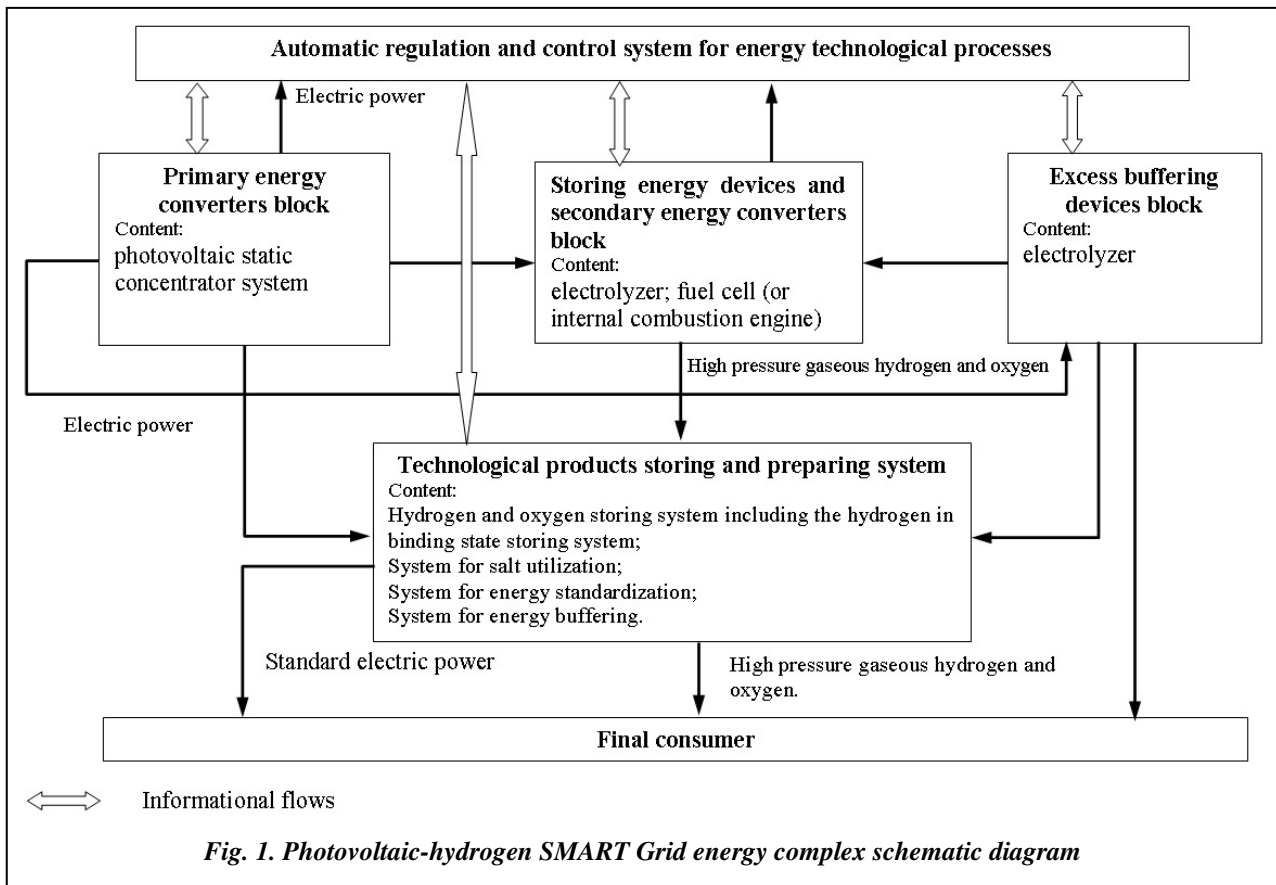 Automatic regulation and control system for energy technological processes
Electric power
Primary energy
converters block
Content:
photovoltaic static
concentrator system
Storing energy devices and
secondary energy converters
block
Content:
electrolyzer; fuel cell (or
internal combustion engine)
Excess buffering
devices block
Content:
electrolyzer
High pressure gaseous hydrogen and oxygen
Electric power
Technological products storing and preparing system
Content:
Hydrogen and oxygen storing system including the hydrogen in
binding state storing system;
System for salt utilization;
System for energy standardization;
System for energy buffering.
Standard electric power
High pressure gaseous hydrogen and
oxygen.
Final consumer
Informational flows
Fig. 1. Photovoltaic-hydrogen SMART Grid energy complex schematic diagram